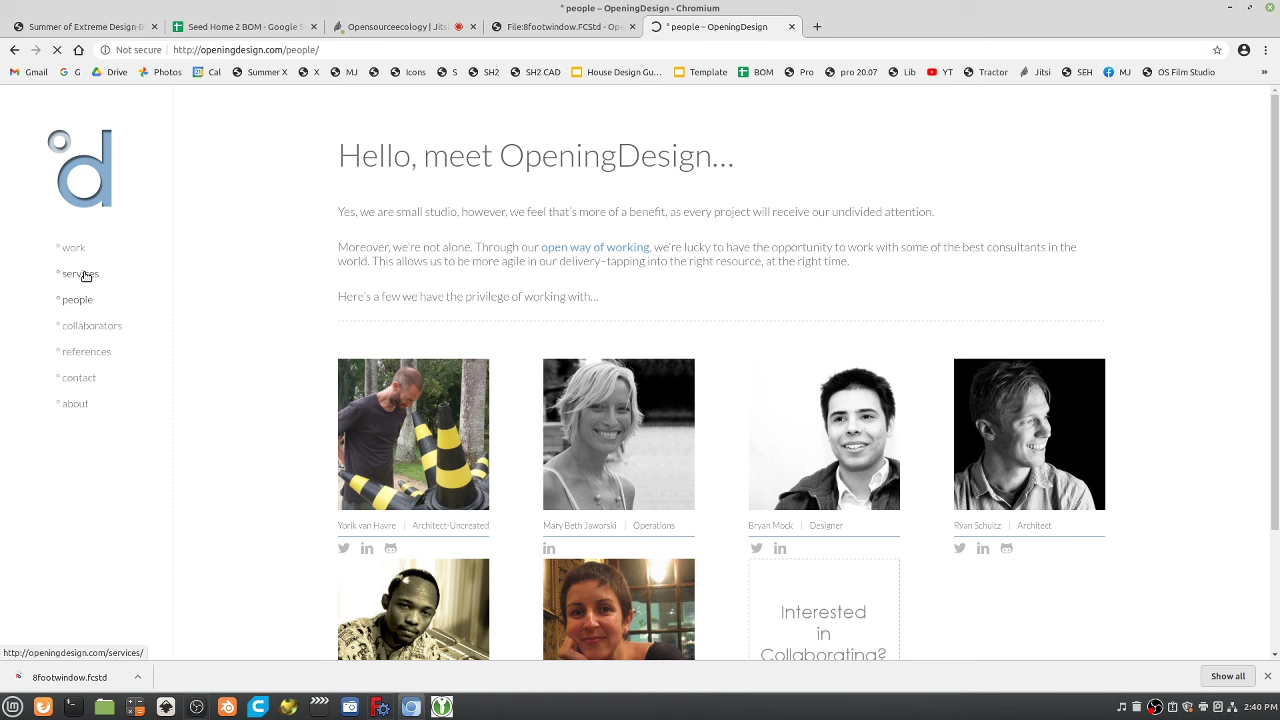 ° people – OpeningDesign - Chromium
Summer of Extreme Design-B
Seed Home 2 BOM - Google S
Opensourceecology | Jitsi
File:8footwindow.FCStd - Ope
° people – OpeningDesign
Not secure
http://openingdesign.com/people/
Gmail
G
Drive
Photos
Cal
Summer X
X
MJ
Icons
S
SH2
SH2 CAD
House Design Gu...
Template
BOM
Pro
pro 20.07
Lib
YT
Tractor
Jitsi
SEH
MJ
OS Film Studio
»
°d
° work
° services
° people
° collaborators
° references
° contact
° about
Hello, meet OpeningDesign…
Yes, we are small studio, however, we feel that's more of a benefit, as every project will receive our undivided attention.
Moreover, we're not alone. Through our open way of working, we're lucky to have the opportunity to work with some of the best consultants in the
world. This allows us to be more agile in our delivery–tapping into the right resource, at the right time.
Here's a few we have the privilege of working with…
Yorik van Havre | Architect-Uncreated
Mary Beth Jaworski | Operations
Bryan Mock | Designer
Ryan Schultz | Architect
Interested
in
Collaborating?
http://openingdesign.com/services/
8footwindow.fcstd
Show all
2:40 PM